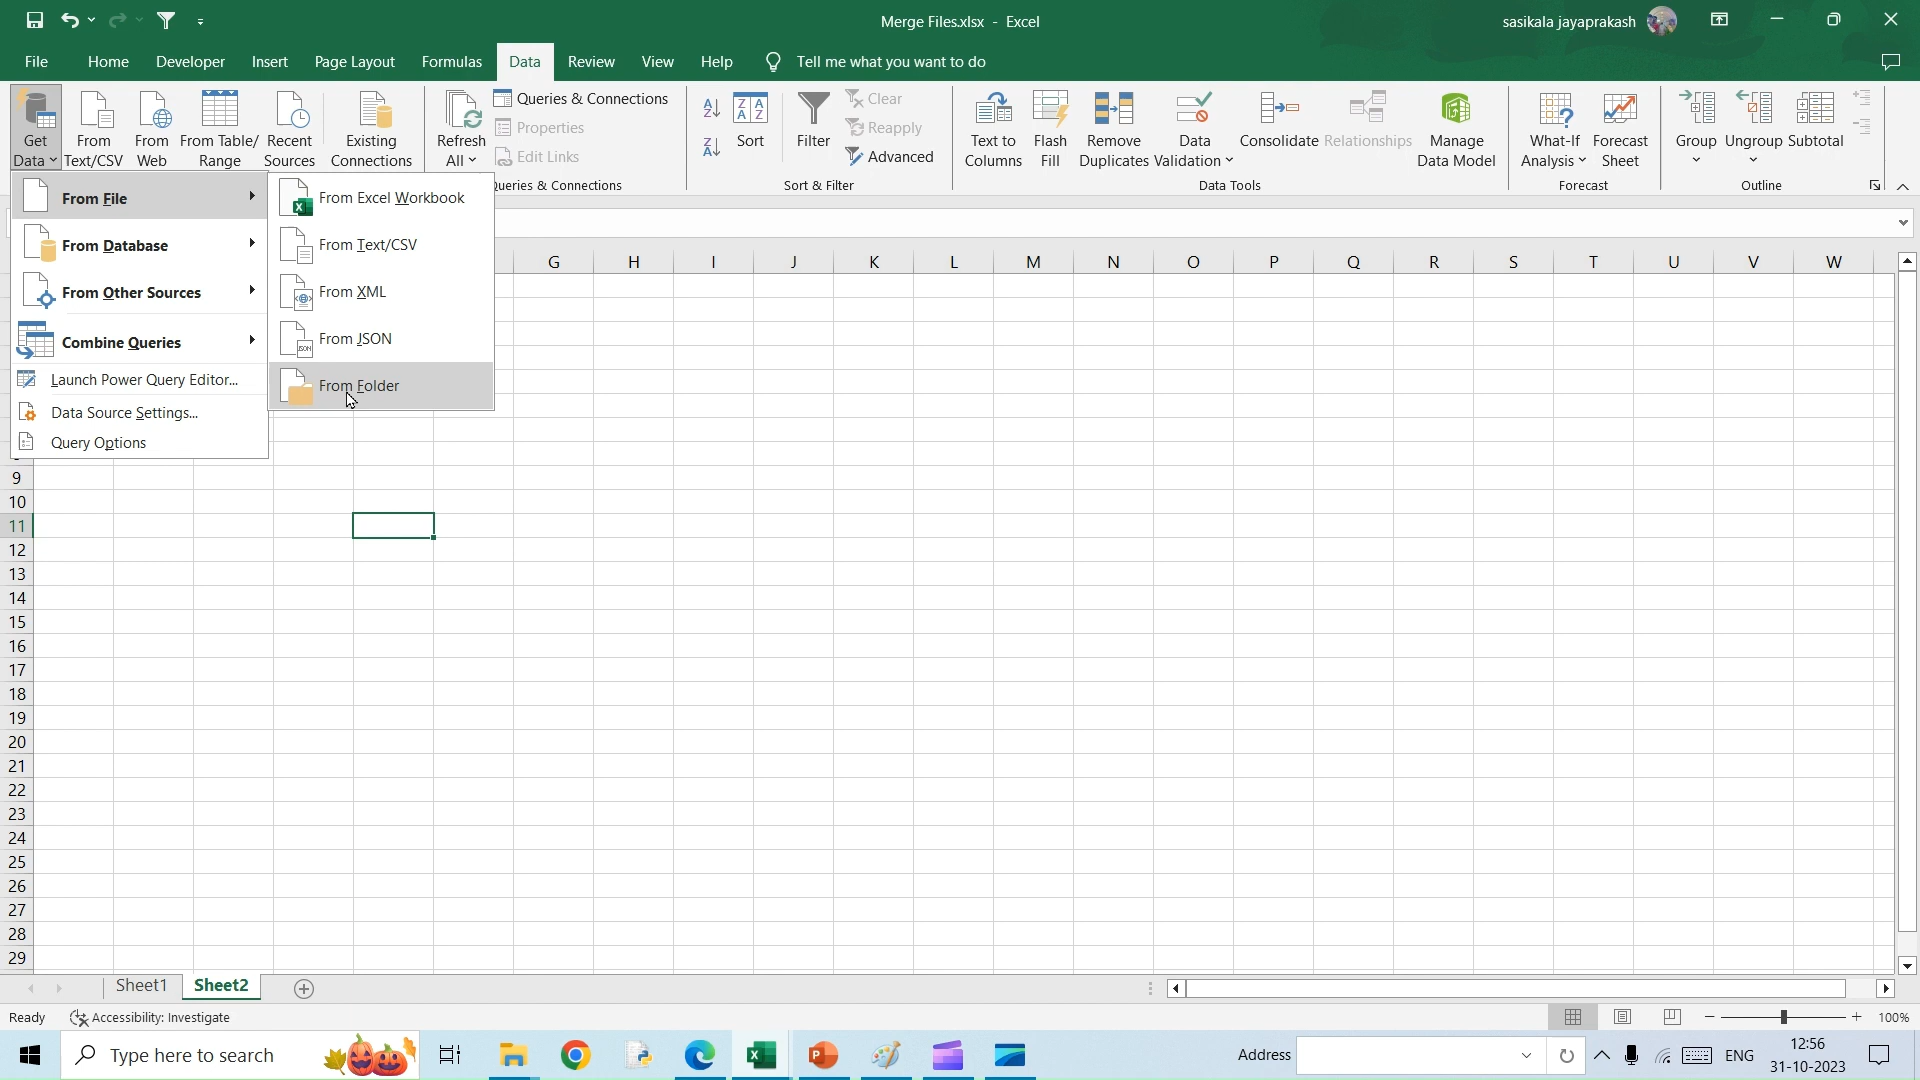 Merge Files.xlsx - Excel
sasikala jayaprakash
File Home Developer Insert Page Layout Formulas Data Review View Help Tell me what you want to do
Get Data
From Text/CSV
From Web
From Table/ Range
Recent Sources
Existing Connections
Refresh All
Queries & Connections
Properties
Edit Links
Queries & Connections
Sort
Filter
Clear
Reapply
Advanced
Sort & Filter
Text to Columns
Flash Fill
Remove Duplicates
Data Validation
Consolidate
Relationships
Manage Data Model
Data Tools
What-If Analysis
Forecast Sheet
Forecast
Group
Ungroup
Subtotal
Outline
From File
From Database
From Other Sources
Combine Queries
Launch Power Query Editor...
Data Source Settings...
Query Options
From Excel Workbook
From Text/CSV
From XML
From JSON
From Folder
G H I J K L M N O P Q R S T U V W
9
10
11
12
13
14
15
16
17
18
19
20
21
22
23
24
25
26
27
28
29
Sheet1 Sheet2
Ready Accessibility: Investigate 100%
Type here to search
Address
ENG
12:56
31-10-2023